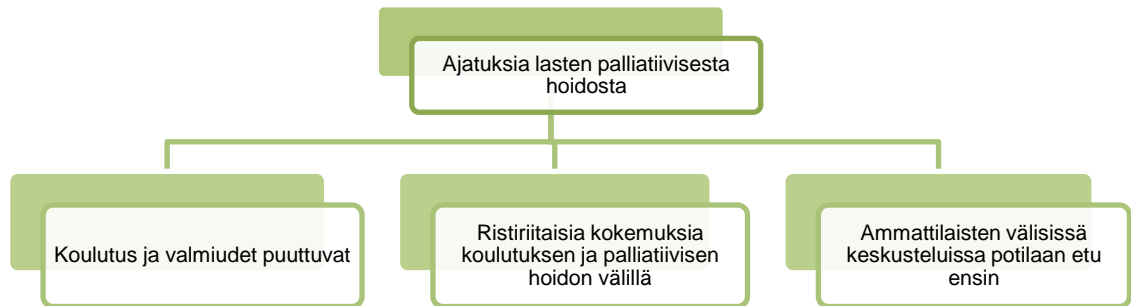 Ajatuksia lasten palliatiivisesta
hoidosta
Koulutus ja valmiudet puuttuvat
Ristiriitaisia kokemuksia
koulutuksen ja palliatiivisen
hoidon välillä
Ammattilaisten välisissä
keskusteluissa potilaan etu
ensin